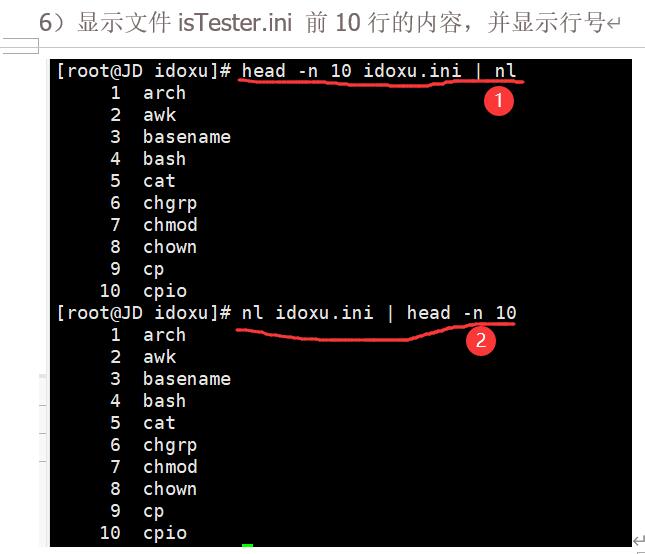 6）显示文件 isTester.ini 前 10 行的内容，并显示行号↵
[root@JD idoxu]# head -n 10 idoxu.ini | nl
1
1 arch
2 awk
3 basename
4 bash
5 cat
6 chgrp
7 chmod
8 chown
9 cp
10 cpio
[root@JD idoxu]# nl idoxu.ini | head -n 10
2
1 arch
2 awk
3 basename
4 bash
5 cat
6 chgrp
7 chmod
8 chown
9 cp
10 cpio
↵